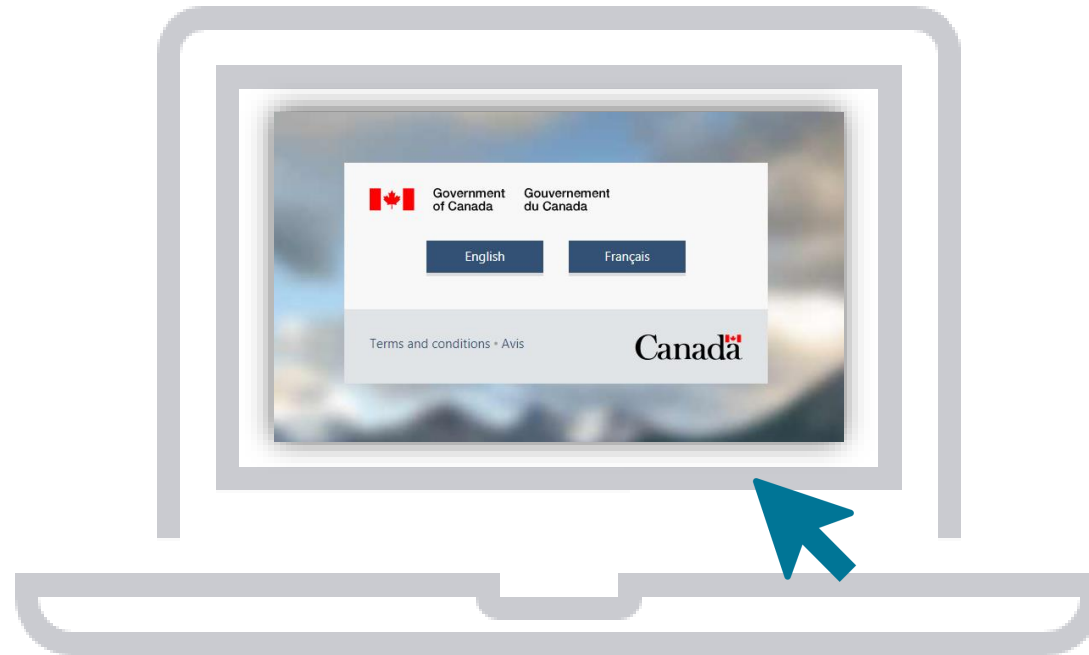 Government Gouvernement
of Canada du Canada
English Français
Terms and conditions • Avis
Canada